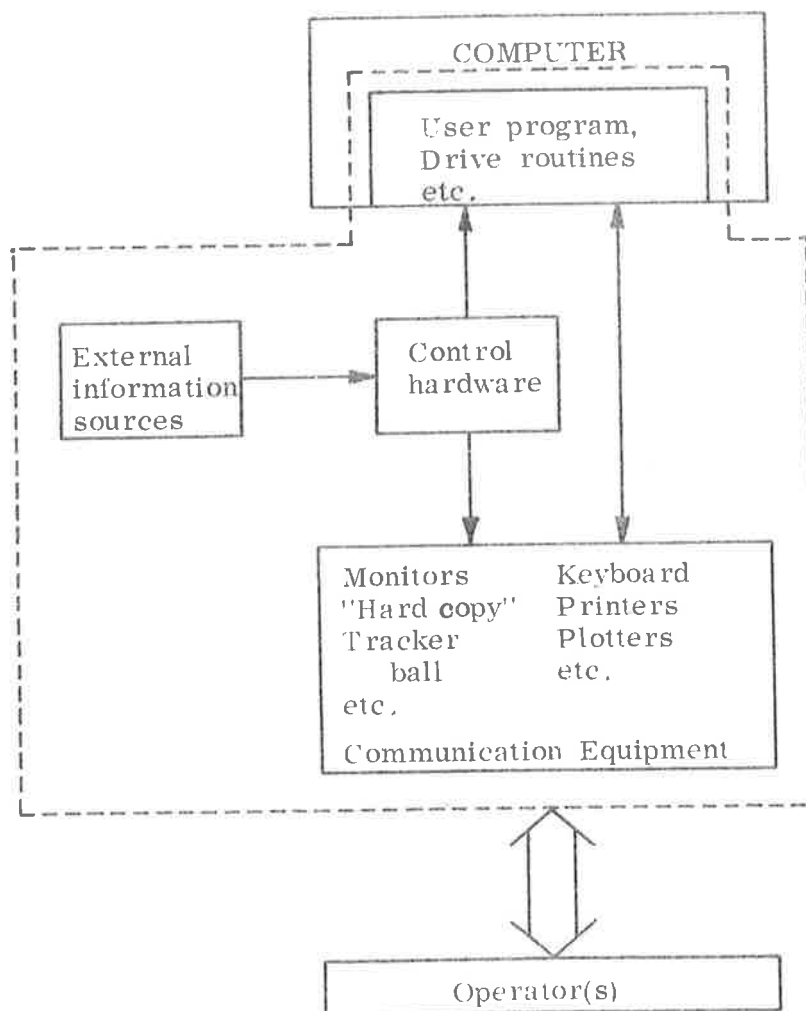 COMPUTER
User program,
Drive routines
etc.
External
information
sources
Control
hardware
Monitors
"Hard copy"
Tracker
ball
etc.
Keyboard
Printers
Plotters
etc.
Communication Equipment
Operator(s)